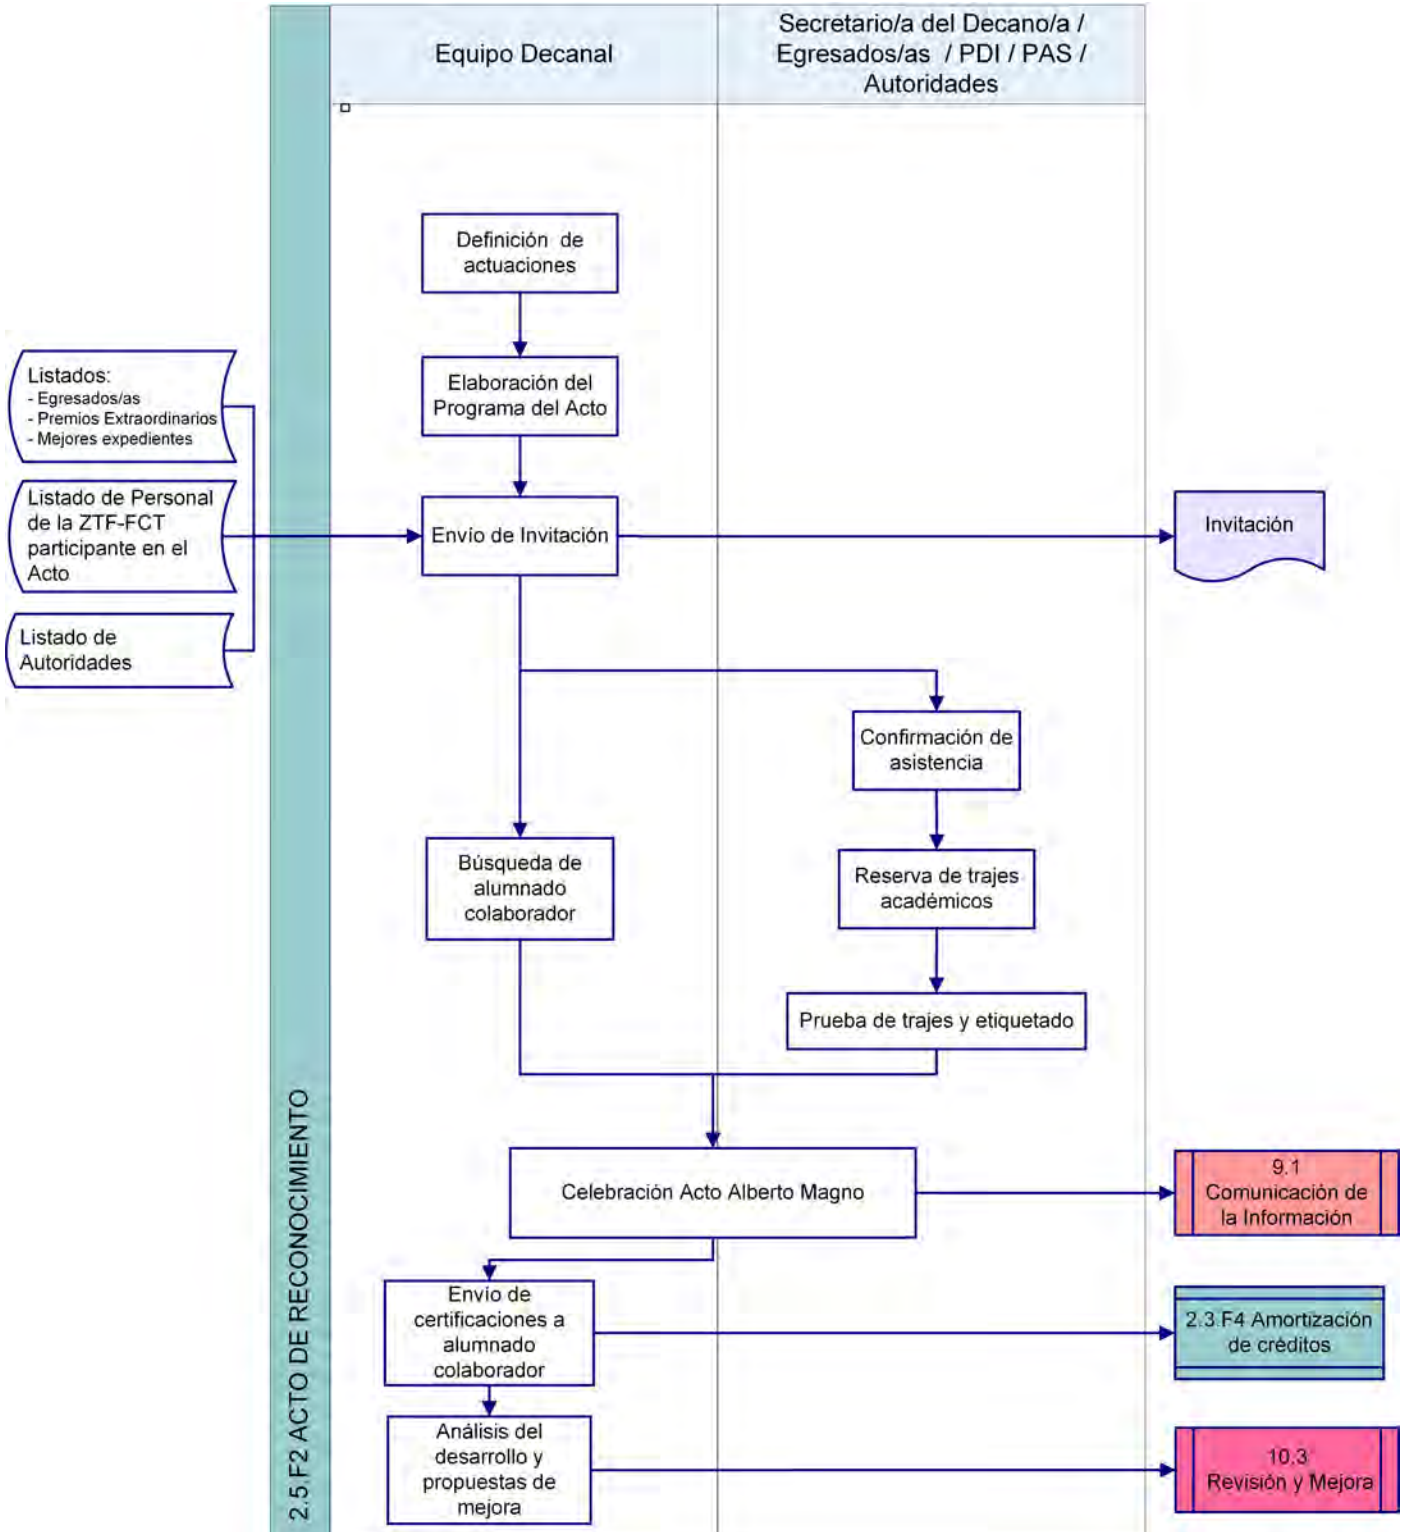 Equipo Decanal
Secretario/a del Decano/a /
Egresados/as / PDI / PAS /
Autoridades
Definición de
actuaciones
Elaboración del
Programa del Acto
Listados:
- Egresados/as
- Premios Extraordinarios
- Mejores expedientes
Listado de Personal
de la ZTF-FCT
participante en el
Acto
Listado de
Autoridades
Envío de Invitación
Invitación
Confirmación de
asistencia
Búsqueda de
alumnado
colaborador
Reserva de trajes
académicos
Prueba de trajes y etiquetado
Celebración Acto Alberto Magno
9.1
Comunicación de
la Información
Envío de
certificaciones a
alumnado
colaborador
2.3.F4 Amortización
de créditos
Análisis del
desarrollo y
propuestas de
mejora
10.3
Revisión y Mejora
2.5.F2 ACTO DE RECONOCIMIENTO